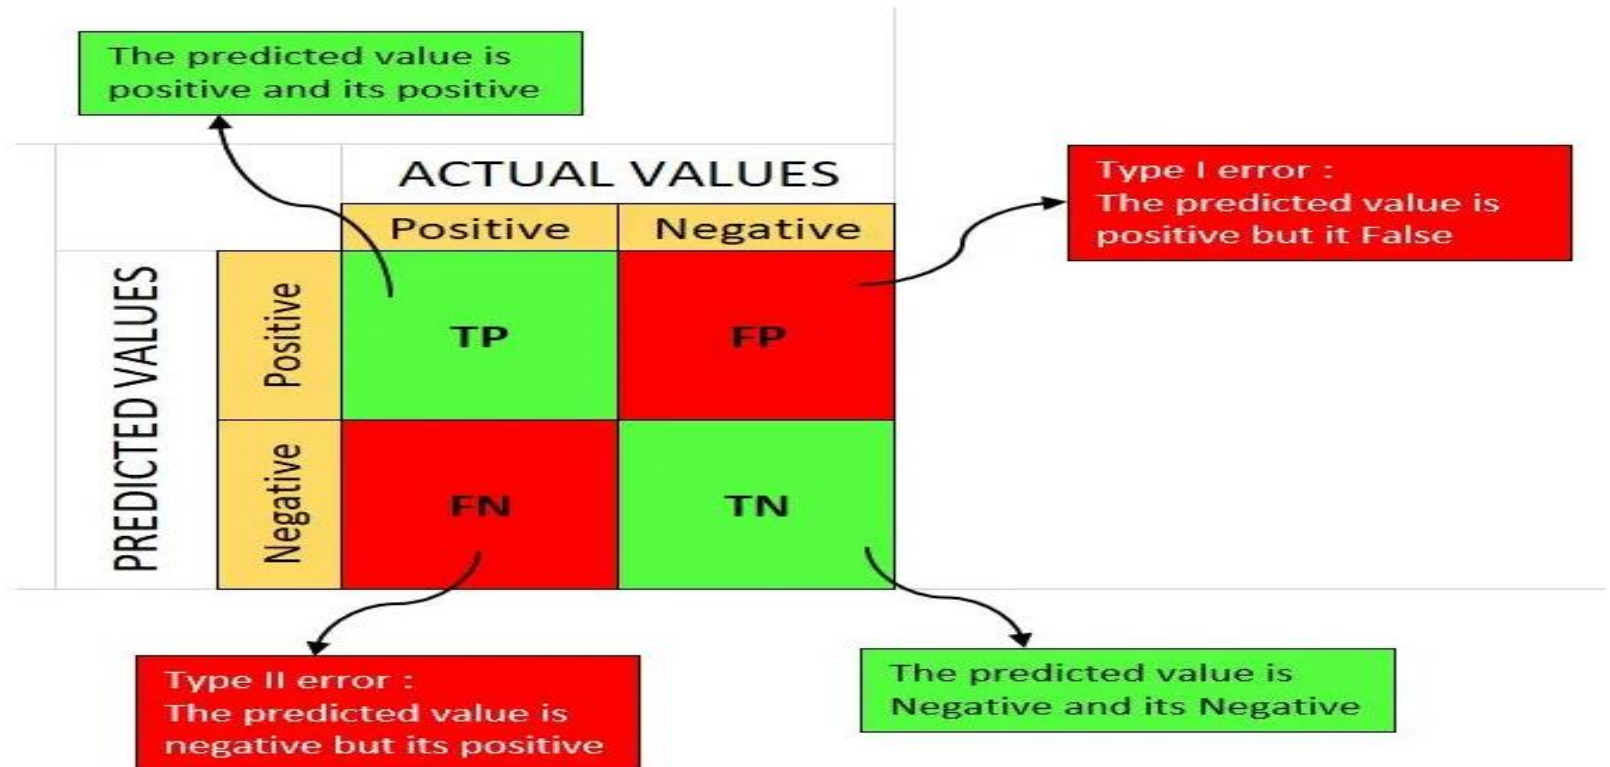 The predicted value is
positive and its positive
ACTUAL VALUES
Type I error :
The predicted value is
positive but it False
Positive
Negative
PREDICTED VALUES
Positive
TP
FP
Negative
FN
TN
Type II error :
The predicted value is
negative but its positive
The predicted value is
Negative and its Negative